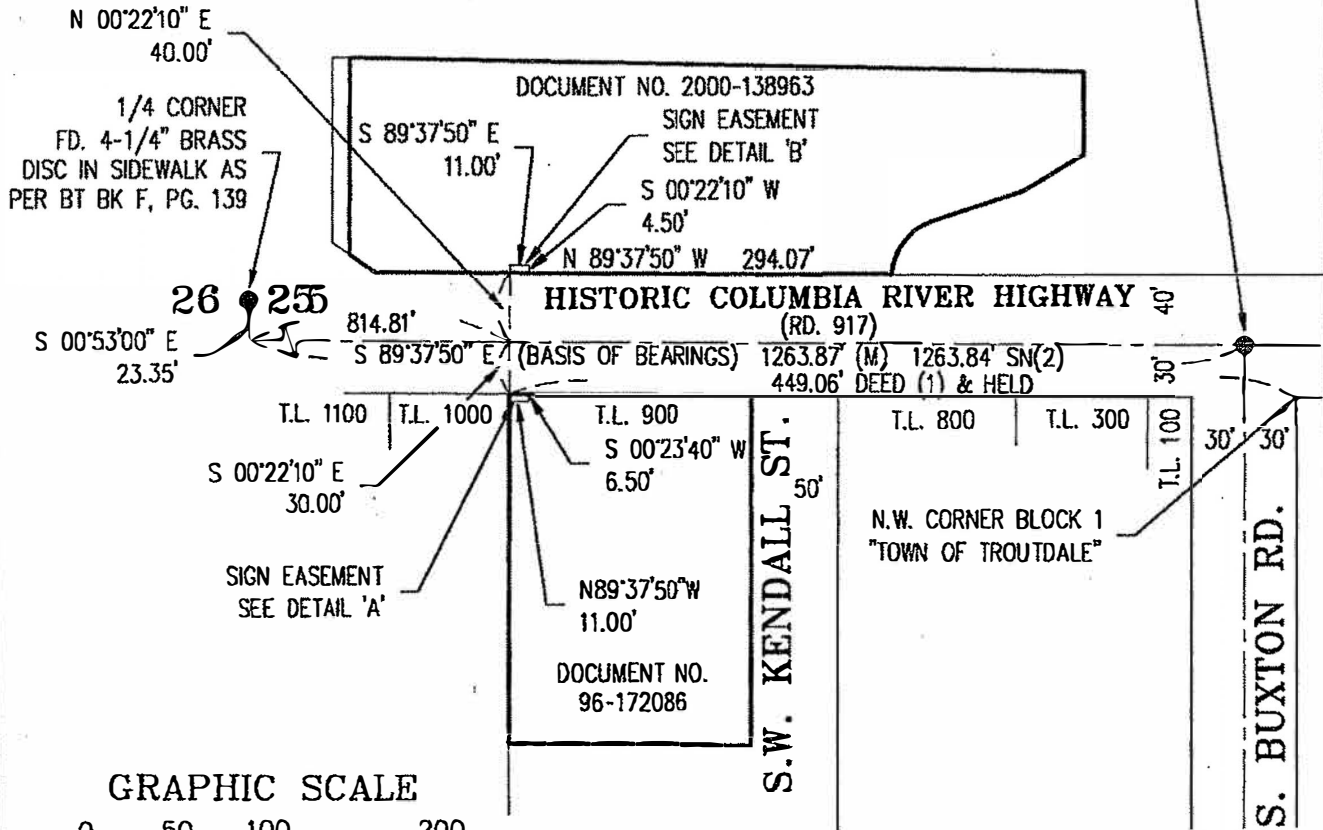 N 00°22'10" E
40.00'
1/4 CORNER
FD. 4-1/4" BRASS
DISC IN SIDEWALK AS
PER BT BK F, PG. 139
DOCUMENT NO. 2000-138963
S 89°37'50" E
11.00'
SIGN EASEMENT
SEE DETAIL 'B'
S 00°22'10" W
4.50'
N 89°37'50" W 294.07'
26 255
HISTORIC COLUMBIA RIVER HIGHWAY
(RD. 917)
40'
S 00°53'00" E
23.35'
814.81'
S 89°37'50" E (BASIS OF BEARINGS) 1263.87' (M) 1263.84' SN(2)
449.06' DEED (1) & HELD
30'
T.L. 1100
T.L. 1000
T.L. 900
T.L. 800
T.L. 300
T.L. 100
30'
30'
S 00°22'10" E
30.00'
S 00°23'40" W
6.50'
S.W. KENDALL ST.
50'
N.W. CORNER BLOCK 1
"TOWN OF TROUTDALE"
SIGN EASEMENT
SEE DETAIL 'A'
N89°37'50"W
11.00'
DOCUMENT NO.
96-172086
S. BUXTON RD.
GRAPHIC SCALE
0 50 100 200